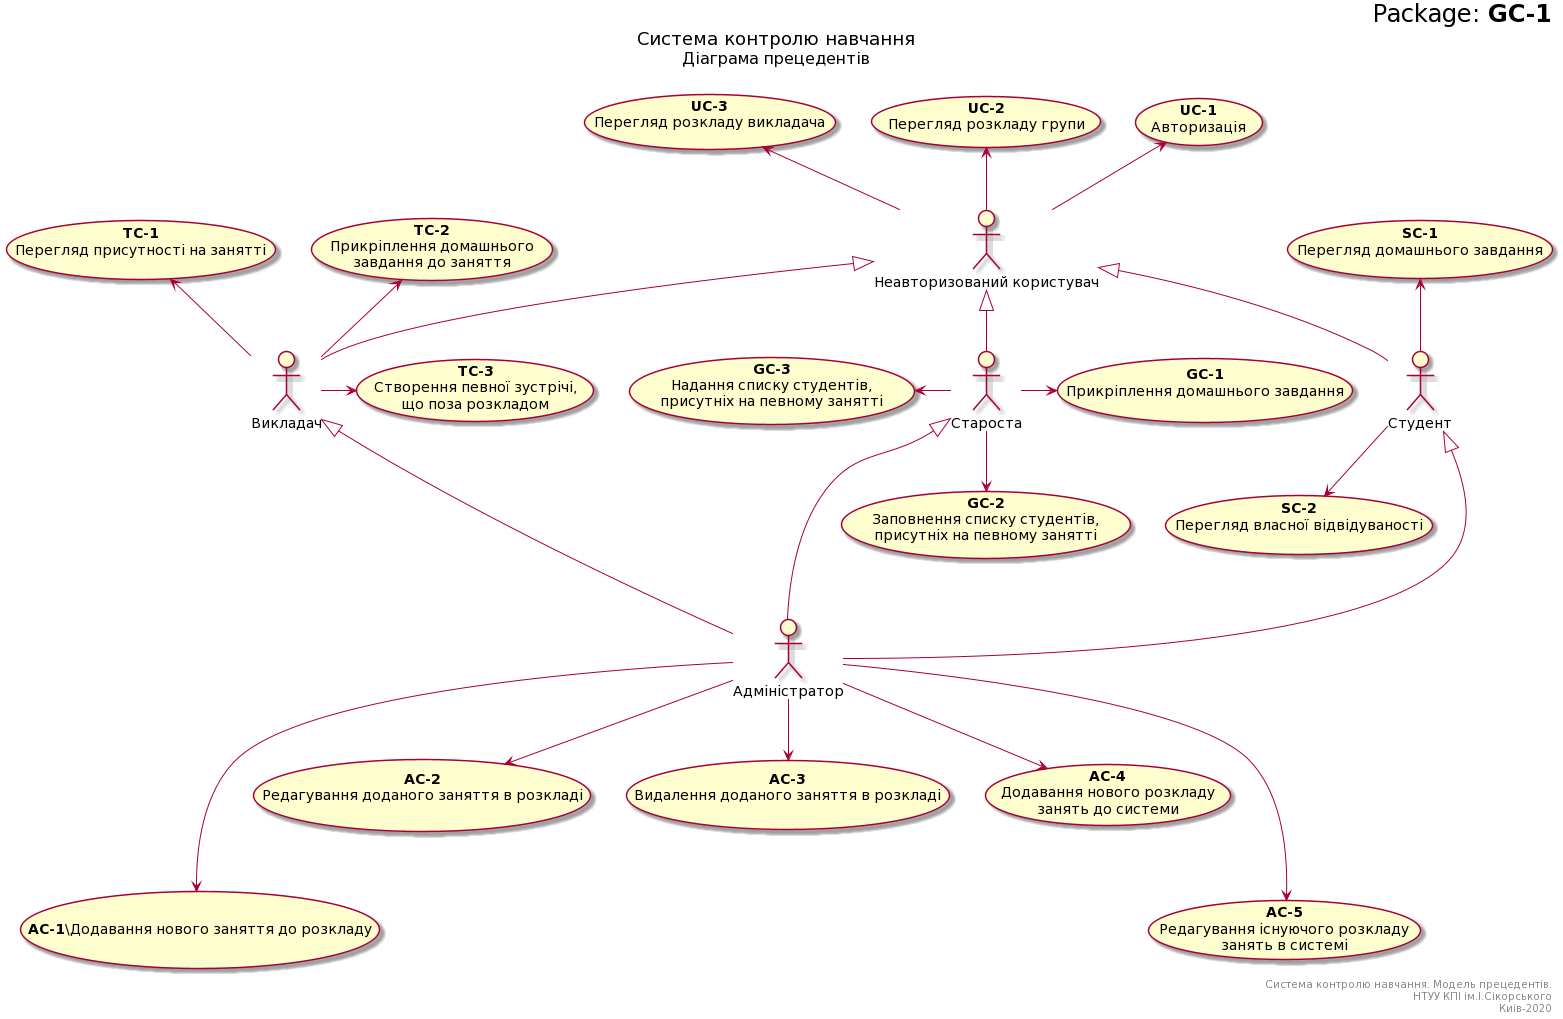 Package: GC-1
Система контролю навчання
Діаграма прецедентів
UC-3
Перегляд розкладу викладача
UC-2
Перегляд розкладу групи
UC-1
Авторизація
TC-1
Перегляд присутності на занятті
TC-2
Прикріплення домашнього
завдання до заняття
SC-1
Перегляд домашнього завдання
Неавторизований користувач
TC-3
Створення певної зустрічі,
що поза розкладом
GC-3
Надання списку студентів,
присутніх на певному занятті
GC-1
Прикріплення домашнього завдання
Викладач
Староста
Студент
GC-2
Заповнення списку студентів,
присутніх на певному занятті
SC-2
Перегляд власної відвідуваності
Адміністратор
AC-2
Редагування доданого заняття в розкладі
AC-3
Видалення доданого заняття в розкладі
AC-4
Додавання нового розкладу
занять до системи
AC-1\Додавання нового заняття до розкладу
AC-5
Редагування існуючого розкладу
занять в системі
Система контролю навчання. Модель прецедентів.
НТУУ КПІ ім.І.Сікорського
Киів-2020